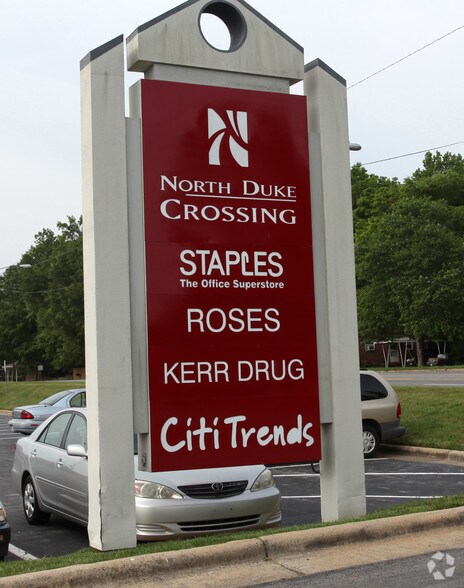 North Duke
Crossing
STAPLES
The Office Superstore
ROSES
KERR DRUG
Citi Trends